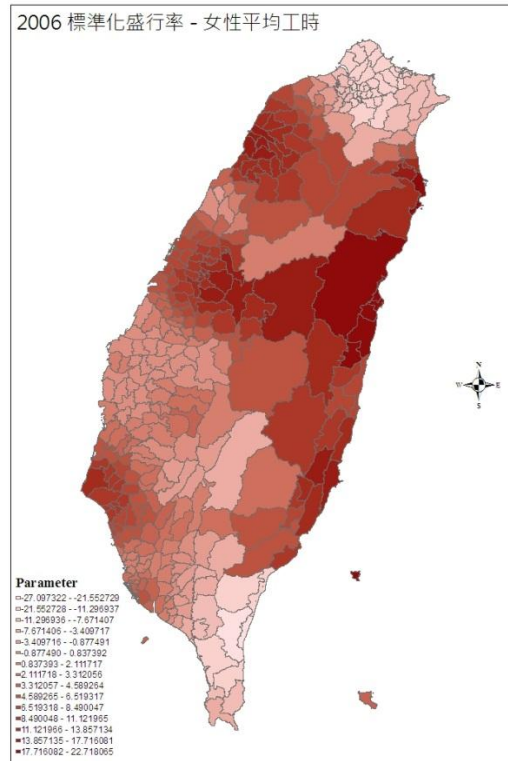 2006 標準化盛行率 - 女性平均工時
N
W E
S
Parameter
-27.097322 - -21.552729
-21.552728 - -11.296937
-11.296936 - -7.671407
-7.671406 - -3.409717
-3.409716 - -0.877491
-0.877490 - 0.837392
0.837393 - 2.111717
2.111718 - 3.312056
3.312057 - 4.589264
4.589265 - 6.519317
6.519318 - 8.490047
8.490048 - 11.121965
11.121966 - 13.857134
13.857135 - 17.716081
17.716082 - 22.718065